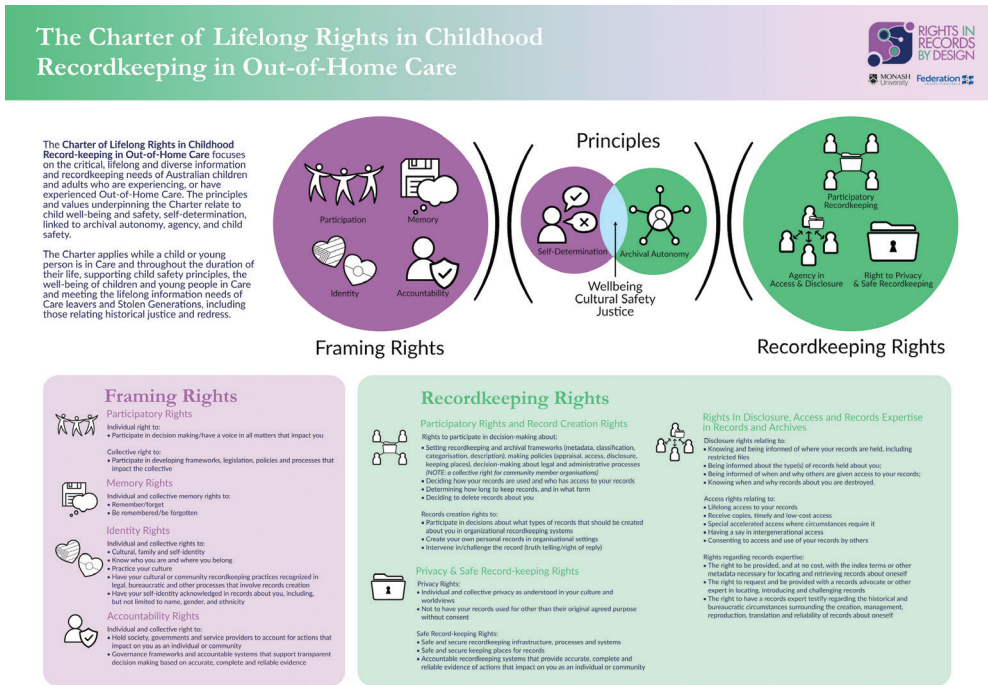 The Charter of Lifelong Rights in Childhood
Recordkeeping in Out-of-Home Care
RIGHTS IN
RECORDS
BY DESIGN
MONASH
University
Federation
The Charter of Lifelong Rights in Childhood
Record-keeping in Out-of-Home Care focuses
on the critical, lifelong and diverse information
and recordkeeping needs of Australian children
and adults who are experiencing, or have
experienced Out-of-Home Care. The principles
and values underpinning the Charter relate to
child well-being and safety, self-determination,
linked to archival autonomy, agency, and child
safety.
The Charter applies while a child or young
person is in Care and throughout the duration of
their life, supporting child safety principles, the
well-being of children and young people in Care
and meeting the lifelong information needs of
Care leavers and Stolen Generations, including
those relating historical justice and redress.
Participation
Memory
Identity
Accountability
Framing Rights
Principles
Self-Determination
Archival Autonomy
Wellbeing
Cultural Safety
Justice
Participatory
Recordkeeping
Agency in
Access & Disclosure
Right to Privacy
& Safe Recordkeeping
Recordkeeping Rights
Framing Rights
Participatory Rights
Individual right to:
• Participate in decision making/have a voice in all matters that impact you
Collective right to:
• Participate in developing frameworks, legislation, policies and processes that
impact the collective
Memory Rights
Individual and collective memory rights to:
• Remember/forget
• Be remembered/be forgotten
Identity Rights
Individual and collective rights to:
• Cultural, family and self-identity
• Know who you are and where you belong
• Practice your culture
• Have your cultural or community recordkeeping practices recognized in
legal, bureaucratic and other processes that involve records creation
• Have your self-identity acknowledged in records about you, including,
but not limited to name, gender, and ethnicity
Accountability Rights
Individual and collective right to:
• Hold society, governments and service providers to account for actions that
impact on you as an individual or community
• Governance frameworks and accountable systems that support transparent
decision making based on accurate, complete and reliable evidence
Recordkeeping Rights
Participatory Rights and Record Creation Rights
Rights to participate in decision-making about:
• Setting recordkeeping and archival frameworks (metadata, classification,
categorisation, description), making policies (appraisal, access, disclosure,
keeping places), decision-making about legal and administrative processes
(NOTE: a collective right for community member organisations)
• Deciding how your records are used and who has access to your records
• Determining how long to keep records, and in what form
• Deciding to delete records about you
Records creation rights to:
• Participate in decisions about what types of records that should be created
about you in organizational recordkeeping systems
• Create your own personal records in organisational settings
• Intervene in/challenge the record (truth telling/right of reply)
Privacy & Safe Record-keeping Rights
Privacy Rights:
• Individual and collective privacy as understood in your culture and
worldviews
• Not to have your records used for other than their original agreed purpose
without consent
Safe Record-keeping Rights:
• Safe and secure recordkeeping infrastructure, processes and systems
• Safe and secure keeping places for records
• Accountable recordkeeping systems that provide accurate, complete and
reliable evidence of actions that impact on you as an individual or community
Rights In Disclosure, Access and Records Expertise
in Records and Archives
Disclosure rights relating to:
• Knowing and being informed of where your records are held, including
restricted files
• Being informed about the type(s) of records held about you;
• Being informed of when and why others are given access to your records;
• Knowing when and why records about you are destroyed.
Access rights relating to:
• Lifelong access to your records
• Receive copies, timely and low-cost access
• Special accelerated access where circumstances require it
• Having a say in intergenerational access
• Consenting to access and use of your records by others
Rights regarding records expertise:
• The right to be provided, and at no cost, with the index terms or other
metadata necessary for locating and retrieving records about oneself
• The right to request and be provided with a records advocate or other
expert in locating, introducing and challenging records
• The right to have a records expert testify regarding the historical and
bureaucratic circumstances surrounding the creation, management,
reproduction, translation and reliability of records about oneself